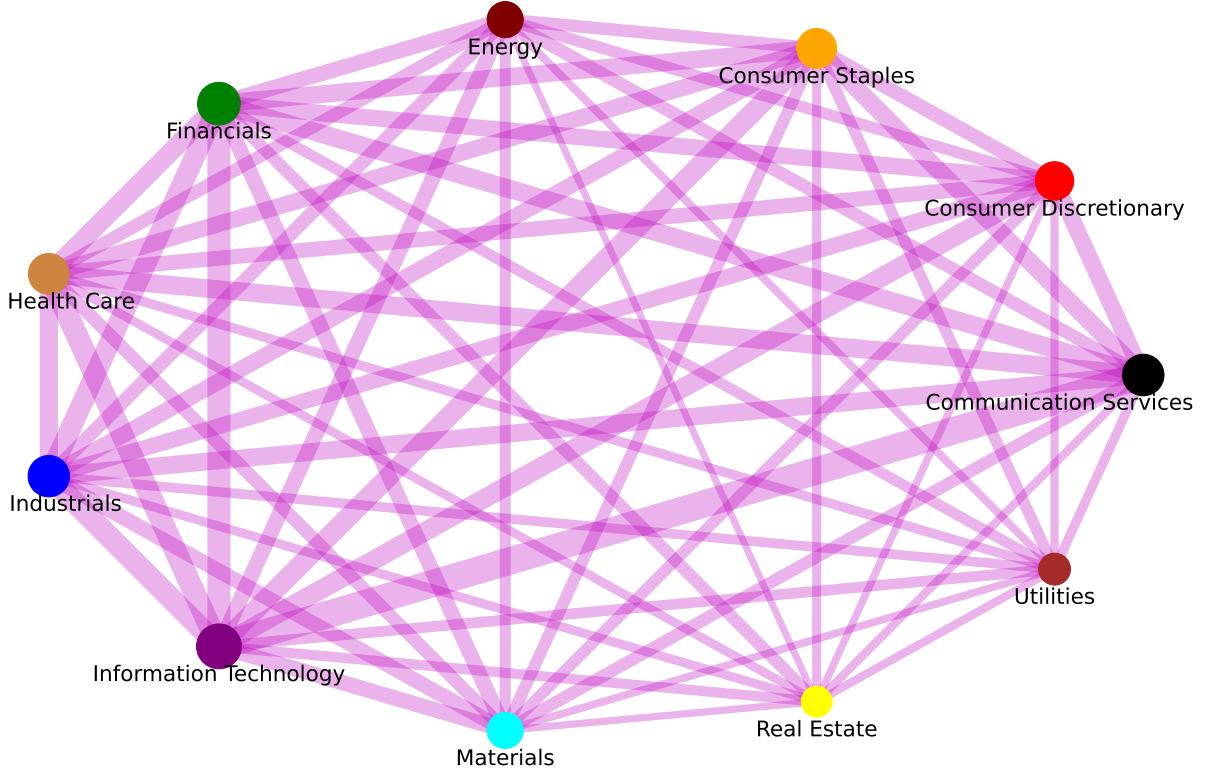 Energy
Consumer Staples
Financials
Consumer Discretionary
Health Care
Communication Services
Industrials
Utilities
Information Technology
Real Estate
Materials